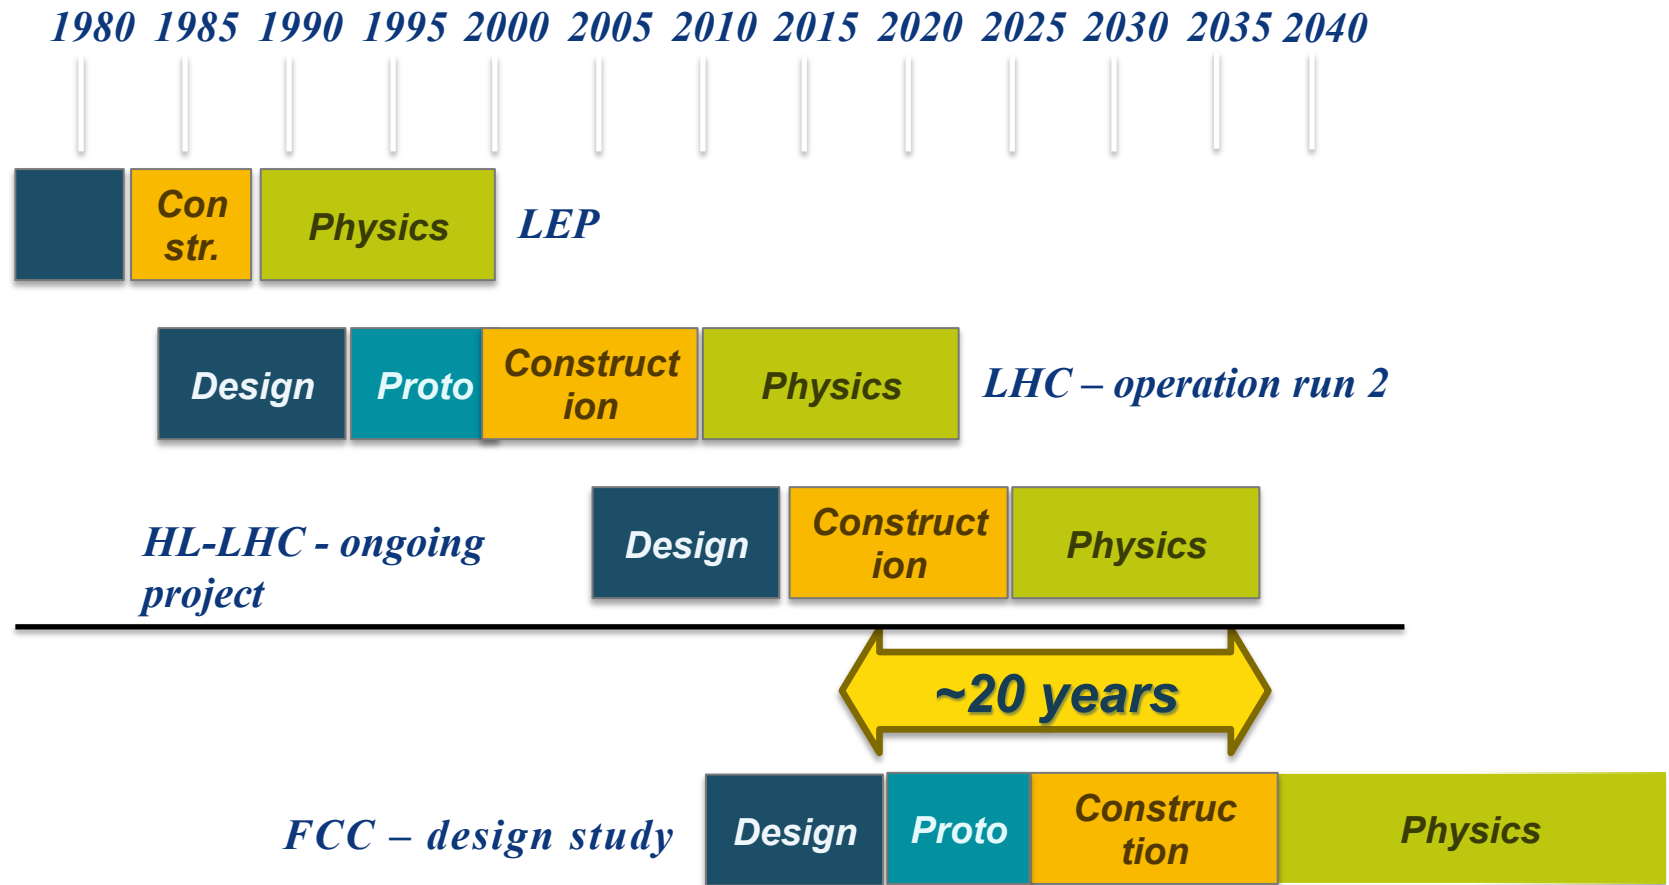 1980 1985 1990 1995 2000 2005 2010 2015 2020 2025 2030 2035 2040
Con
str.
Physics
LEP
Design
Proto
Construct
ion
Physics
LHC – operation run 2
HL-LHC - ongoing
project
Design
Construct
ion
Physics
~20 years
FCC – design study
Design
Proto
Construc
tion
Physics